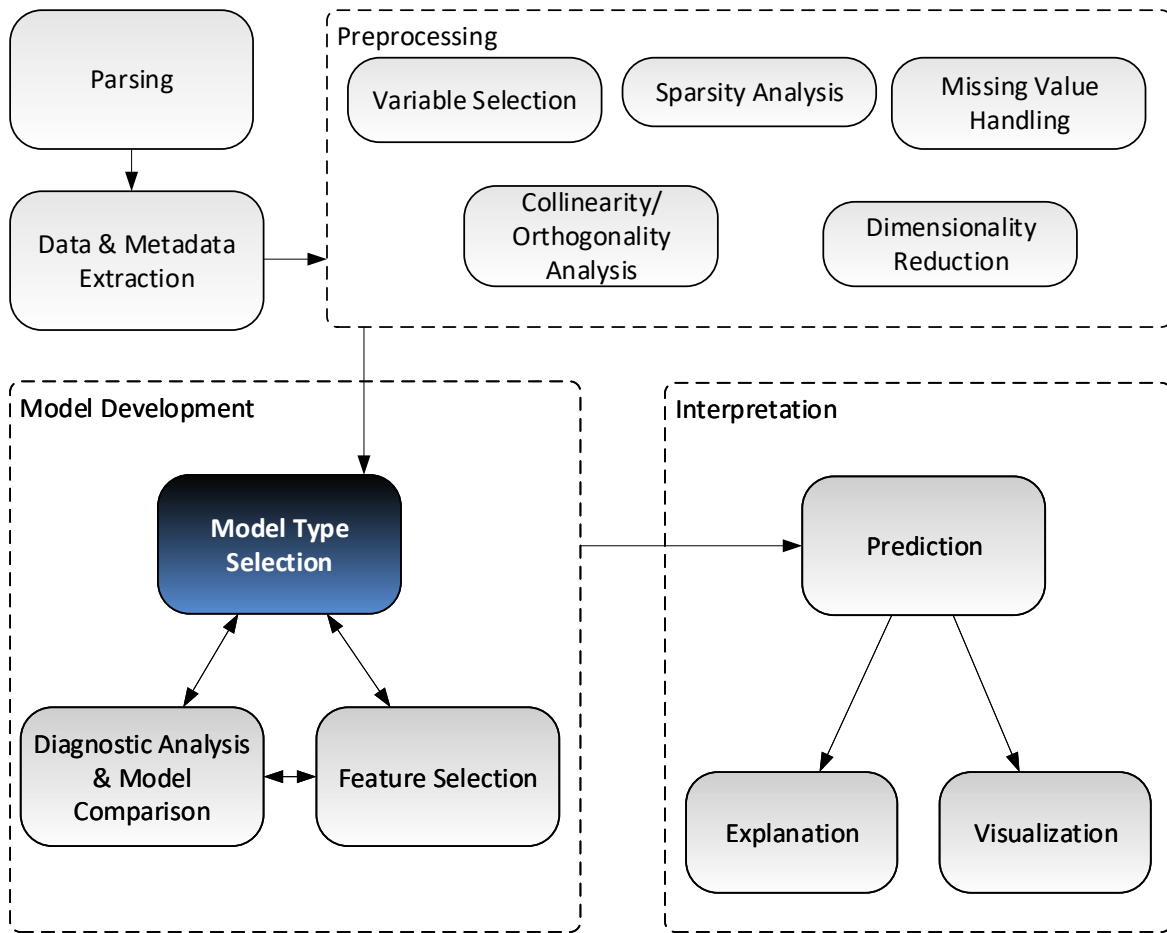 Parsing
Data & Metadata
Extraction
Preprocessing
Variable Selection
Sparsity Analysis
Missing Value
Handling
Collinearity/
Orthogonality
Analysis
Dimensionality
Reduction
Model Development
Model Type
Selection
Diagnostic Analysis
& Model
Comparison
Feature Selection
Interpretation
Prediction
Explanation
Visualization